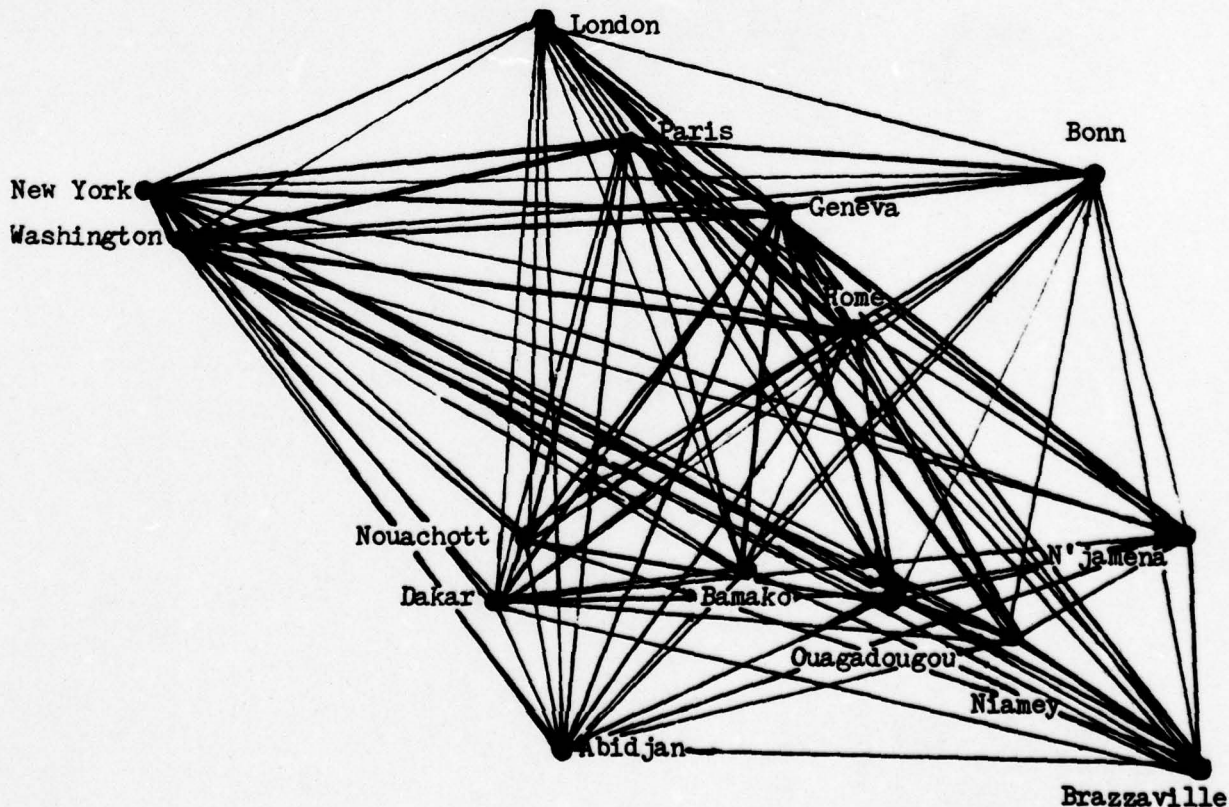 London
Paris
Bonn
New York
Geneva
Washington
Rome
Nouachott
N'jamena
Dakar
Bamako
Ouagadougou
Niamey
Abidjan
Brazzaville